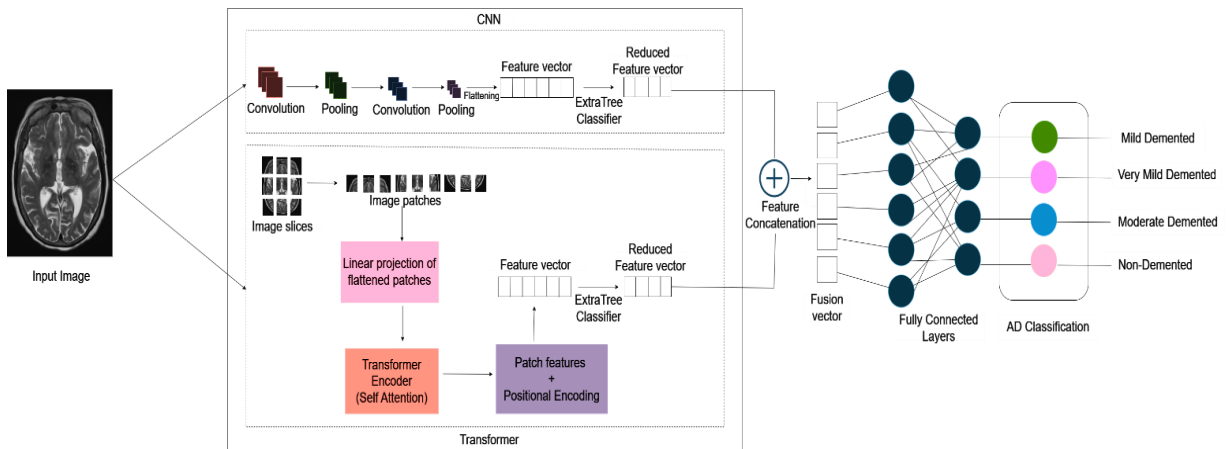 CNN
Convolution
Pooling
Convolution
Pooling
Flattening
Feature vector
ExtraTree
Classifier
Reduced
Feature vector
Input Image
Image slices
Image patches
Linear projection of
flattened patches
Transformer
Encoder
(Self Attention)
Patch features
+
Positional Encoding
Feature vector
ExtraTree
Classifier
Reduced
Feature vector
Transformer
Feature
Concatenation
Fusion
vector
Fully Connected
Layers
AD Classification
Mild Demented
Very Mild Demented
Moderate Demented
Non-Demented